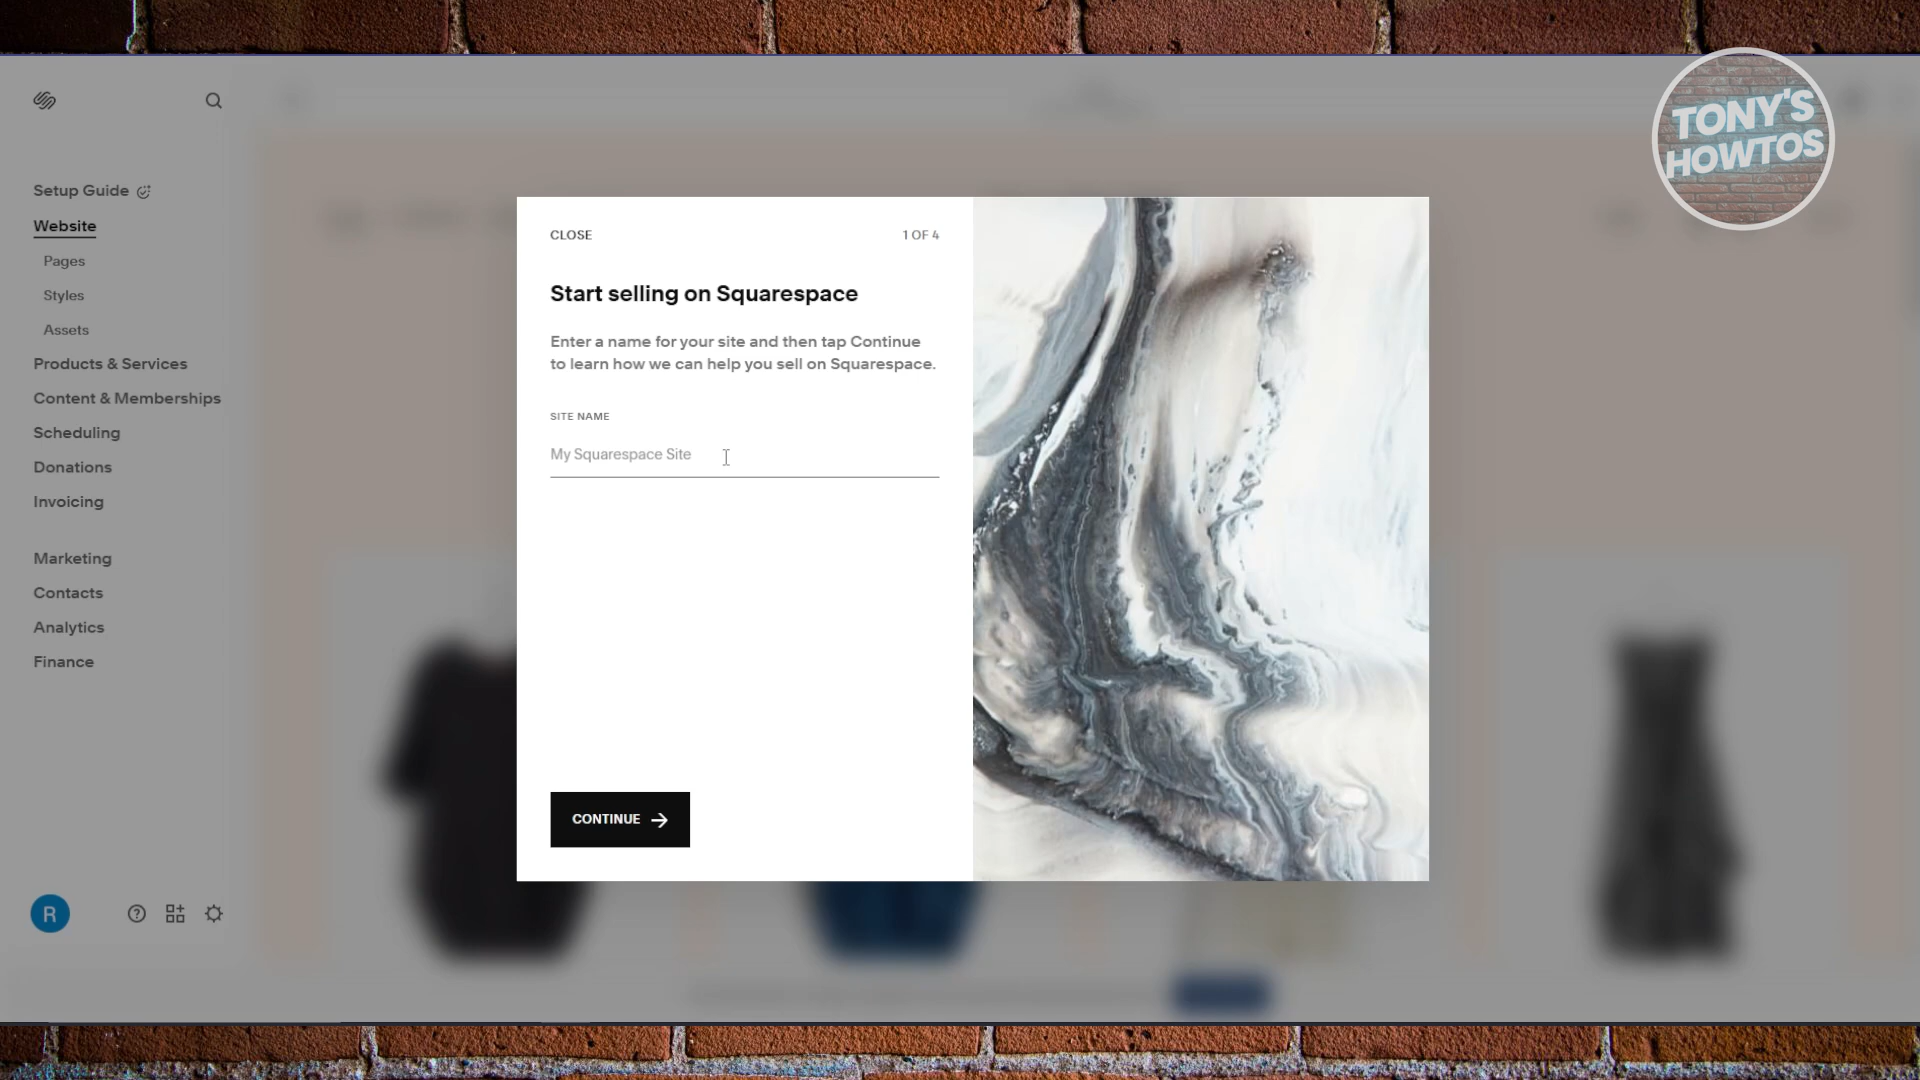 TONY'S
HOWTOS
Setup Guide
Website
Pages
Styles
Assets
Products & Services
Content & Memberships
Scheduling
Donations
Invoicing
Marketing
Contacts
Analytics
Finance
R
CLOSE
1 OF 4
Start selling on Squarespace
Enter a name for your site and then tap Continue
to learn how we can help you sell on Squarespace.
SITE NAME
My Squarespace Site
CONTINUE